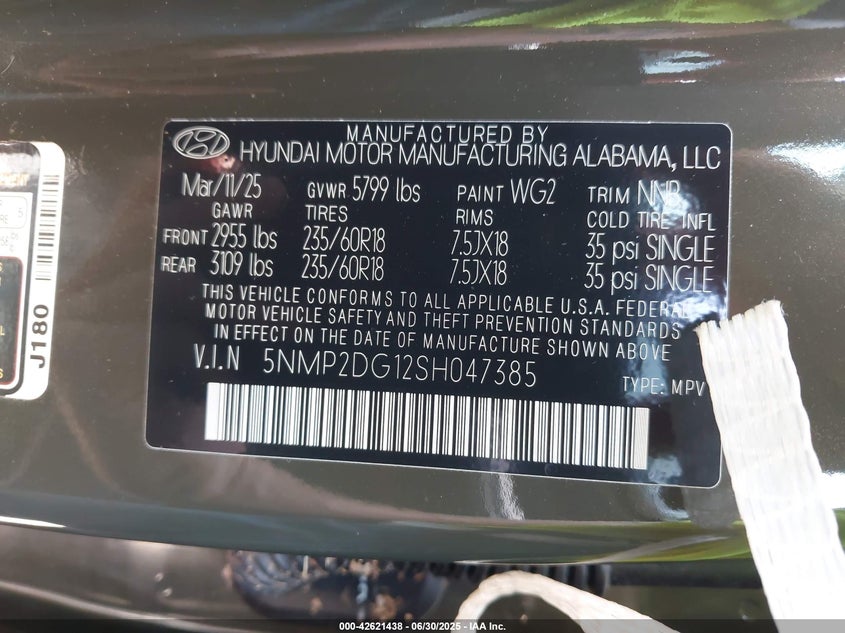 MANUFACTURED BY
HYUNDAI MOTOR MANUFACTURING ALABAMA, LLC
Mar/11/25 GVWR 5799 lbs PAINT WG2 TRIM NNB
GAWR TIRES RIMS COLD TIRE INFL
FRONT 2955 lbs 235/60R18 7.5JX18 35 psi SINGLE
REAR 3109 lbs 235/60R18 7.5JX18 35 psi SINGLE
THIS VEHICLE CONFORMS TO ALL APPLICABLE U.S.A. FEDERAL
MOTOR VEHICLE SAFETY AND THEFT PREVENTION STANDARDS
IN EFFECT ON THE DATE OF MANUFACTURE SHOWN ABOVE
V.I.N 5NMP2DG12SH047385
TYPE: MPV
J180
000-42621438 - 06/30/2025 - IAA Inc.